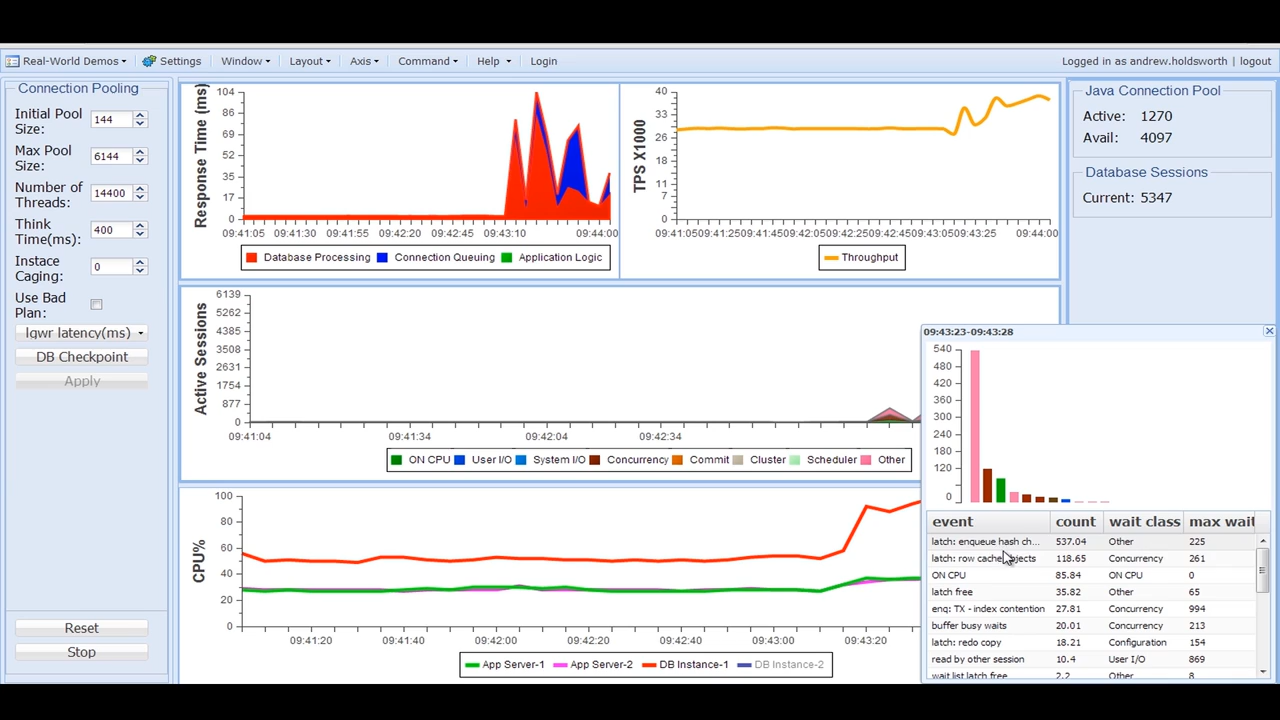 Real-World Demos Settings Window Layout Axis Command Help Login Logged in as andrew.holdsworth | logout
Connection Pooling
Initial Pool
Size: 144
Max Pool
Size: 6144
Number of
Threads: 14400
Think
Time(ms): 400
Instace
Caging: 0
Use Bad
Plan:
lgwr latency(ms)
DB Checkpoint
Apply
Reset
Stop
Response Time (ms)
104
86
69
52
35
17
0
09:41:05 09:41:30 09:41:55 09:42:20 09:42:45 09:43:10 09:44:00
Database Processing Connection Queuing Application Logic
TPS X1000
40
33
26
18
11
7
0
09:41:05 09:41:25 09:41:45 09:42:05 09:42:25 09:42:45 09:43:05 09:43:25 09:44:00
Throughput
Active Sessions
6139
5262
4385
3508
2631
1754
877
0
09:41:04 09:41:34 09:42:04 09:42:34
ON CPU User I/O System I/O Concurrency Commit Cluster Scheduler Other
CPU%
100
80
60
40
20
0
09:41:20 09:41:40 09:42:00 09:42:20 09:42:40 09:43:00 09:43:20
App Server-1 App Server-2 DB Instance-1 DB Instance-2
Java Connection Pool
Active: 1270
Avail: 4097
Database Sessions
Current: 5347
09:43:23-09:43:28
540
480
420
360
300
240
180
120
0
event count wait class max wait
latch: enqueue hash ch... 537.04 Other 225
latch: row cache objects 118.65 Concurrency 261
ON CPU 85.84 ON CPU 0
latch free 35.82 Other 65
enq: TX - index contention 27.81 Concurrency 994
buffer busy waits 20.01 Concurrency 213
latch: redo copy 18.21 Configuration 154
read by other session 10.4 User I/O 869
wait list latch free 2.2 Other 8